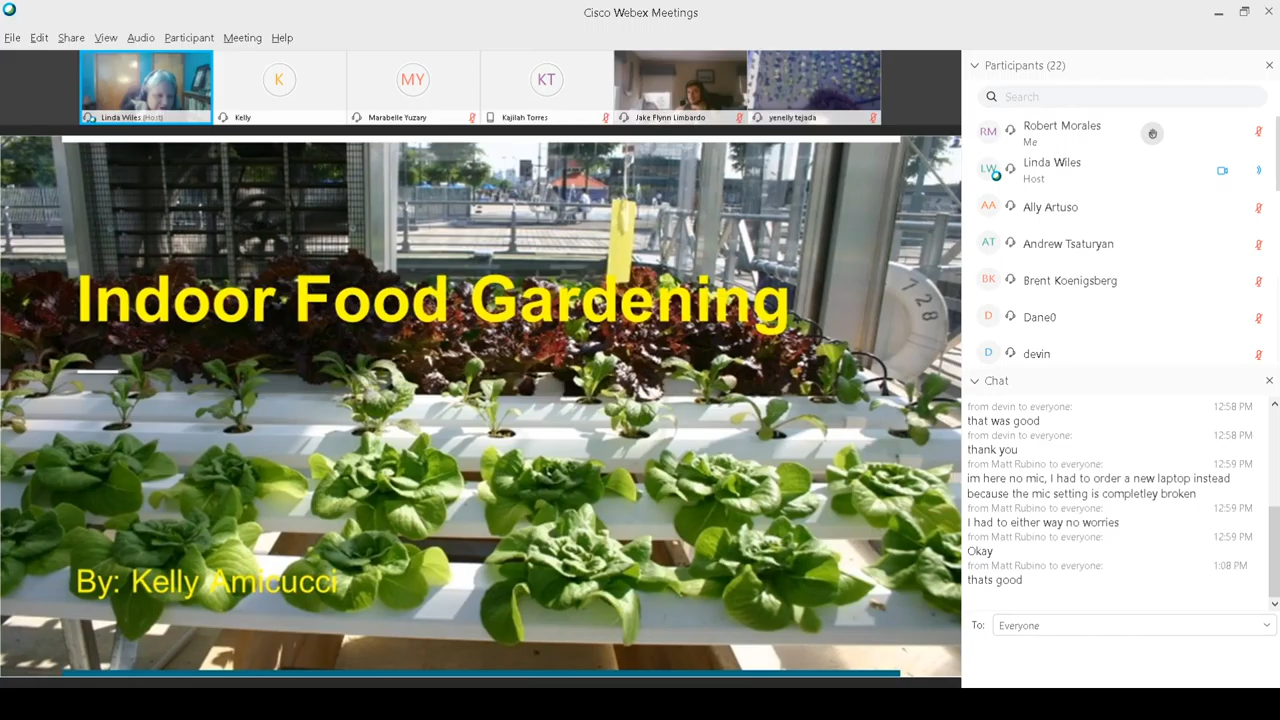 Cisco Webex Meetings
File Edit Share View Audio Participant Meeting Help
Linda Wiles (Host)
K
Kelly
MY
Marabelle Yuzary
KT
Kajilah Torres
Jake Flynn Limbardo
yenelly tejada
Indoor Food Gardening
By: Kelly Amicucci
128
Participants (22)
Search
RM Robert Morales
Me
LW Linda Wiles
Host
AA Ally Artuso
AT Andrew Tsaturyan
BK Brent Koenigsberg
D Dane0
D devin
Chat
from devin to everyone: 12:58 PM
that was good
from devin to everyone: 12:58 PM
thank you
from Matt Rubino to everyone: 12:59 PM
im here no mic, I had to order a new laptop instead
because the mic setting is completley broken
from Matt Rubino to everyone: 12:59 PM
I had to either way no worries
from Matt Rubino to everyone: 12:59 PM
Okay
from Matt Rubino to everyone: 1:08 PM
thats good
To: Everyone